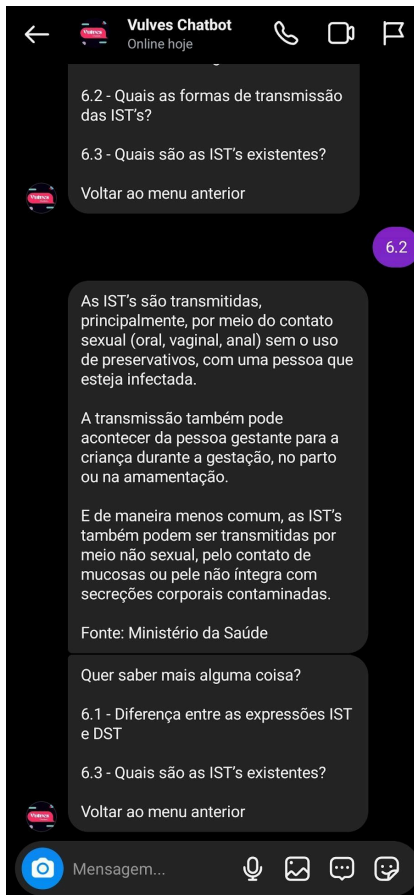 Vulves Chatbot
Online hoje
6.2 - Quais as formas de transmissão
das IST's?
6.3 - Quais são as IST's existentes?
Voltar ao menu anterior
Vulves
6.2
As IST's são transmitidas,
principalmente, por meio do contato
sexual (oral, vaginal, anal) sem o uso
de preservativos, com uma pessoa que
esteja infectada.
A transmissão também pode
acontecer da pessoa gestante para a
criança durante a gestação, no parto
ou na amamentação.
E de maneira menos comum, as IST's
também podem ser transmitidas por
meio não sexual, pelo contato de
mucosas ou pele não íntegra com
secreções corporais contaminadas.
Fonte: Ministério da Saúde
Quer saber mais alguma coisa?
6.1 - Diferença entre as expressões IST
e DST
6.3 - Quais são as IST's existentes?
Voltar ao menu anterior
Vulves
Mensagem...